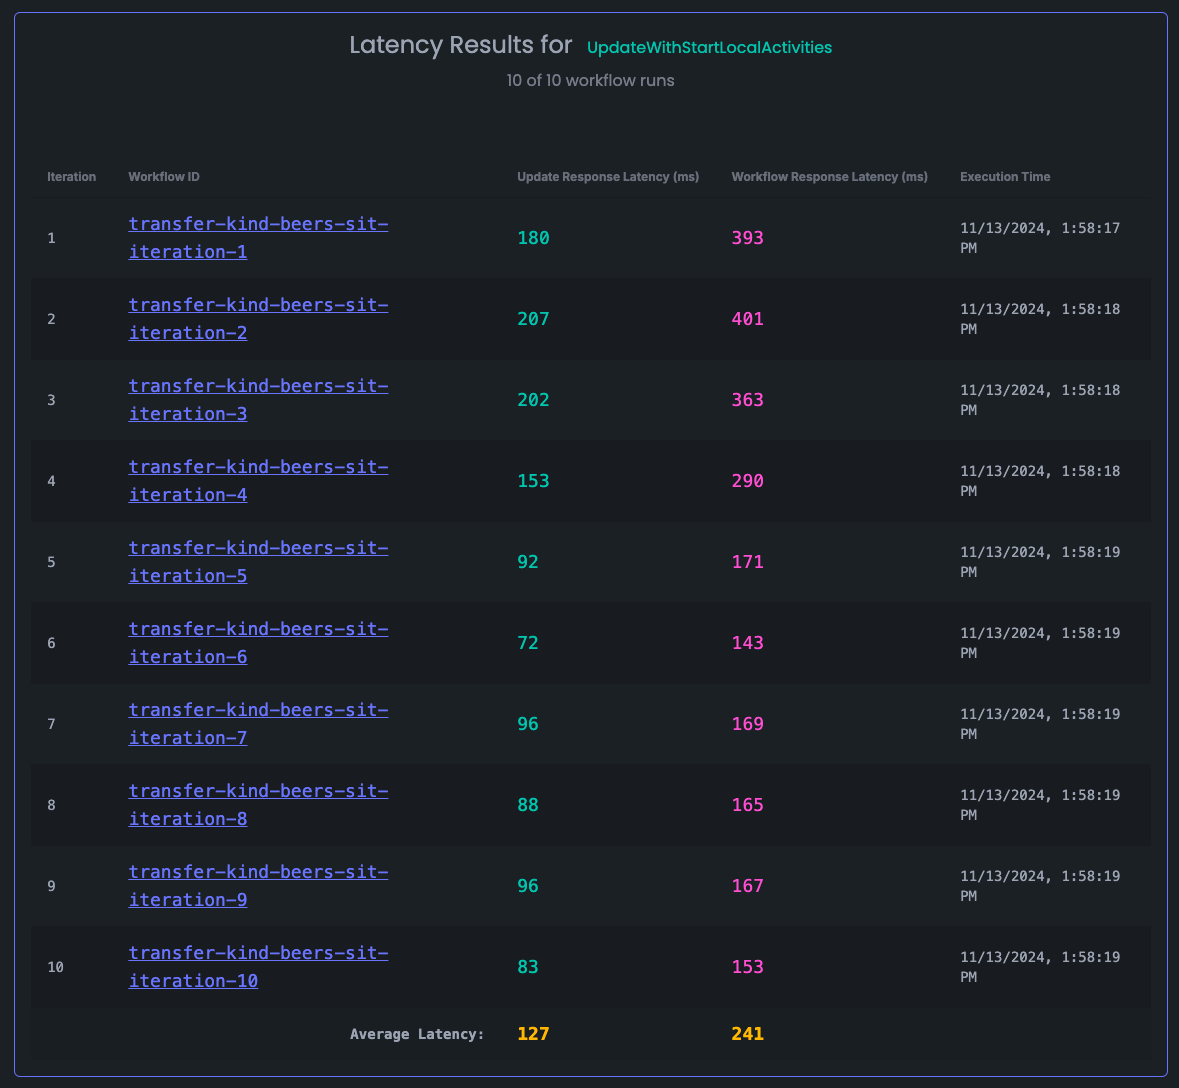 Latency Results for UpdateWithStartLocalActivities
10 of 10 workflow runs
Iteration Workflow ID Update Response Latency (ms) Workflow Response Latency (ms) Execution Time
1 transfer-kind-beers-sit-iteration-1 180 393 11/13/2024, 1:58:17 PM
2 transfer-kind-beers-sit-iteration-2 207 401 11/13/2024, 1:58:18 PM
3 transfer-kind-beers-sit-iteration-3 202 363 11/13/2024, 1:58:18 PM
4 transfer-kind-beers-sit-iteration-4 153 290 11/13/2024, 1:58:18 PM
5 transfer-kind-beers-sit-iteration-5 92 171 11/13/2024, 1:58:19 PM
6 transfer-kind-beers-sit-iteration-6 72 143 11/13/2024, 1:58:19 PM
7 transfer-kind-beers-sit-iteration-7 96 169 11/13/2024, 1:58:19 PM
8 transfer-kind-beers-sit-iteration-8 88 165 11/13/2024, 1:58:19 PM
9 transfer-kind-beers-sit-iteration-9 96 167 11/13/2024, 1:58:19 PM
10 transfer-kind-beers-sit-iteration-10 83 153 11/13/2024, 1:58:19 PM
Average Latency: 127 241